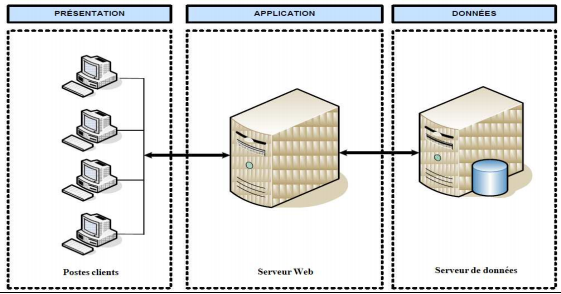 PRÉSENTATION
APPLICATION
DONNÉES
Postes clients
Serveur Web
Serveur de données